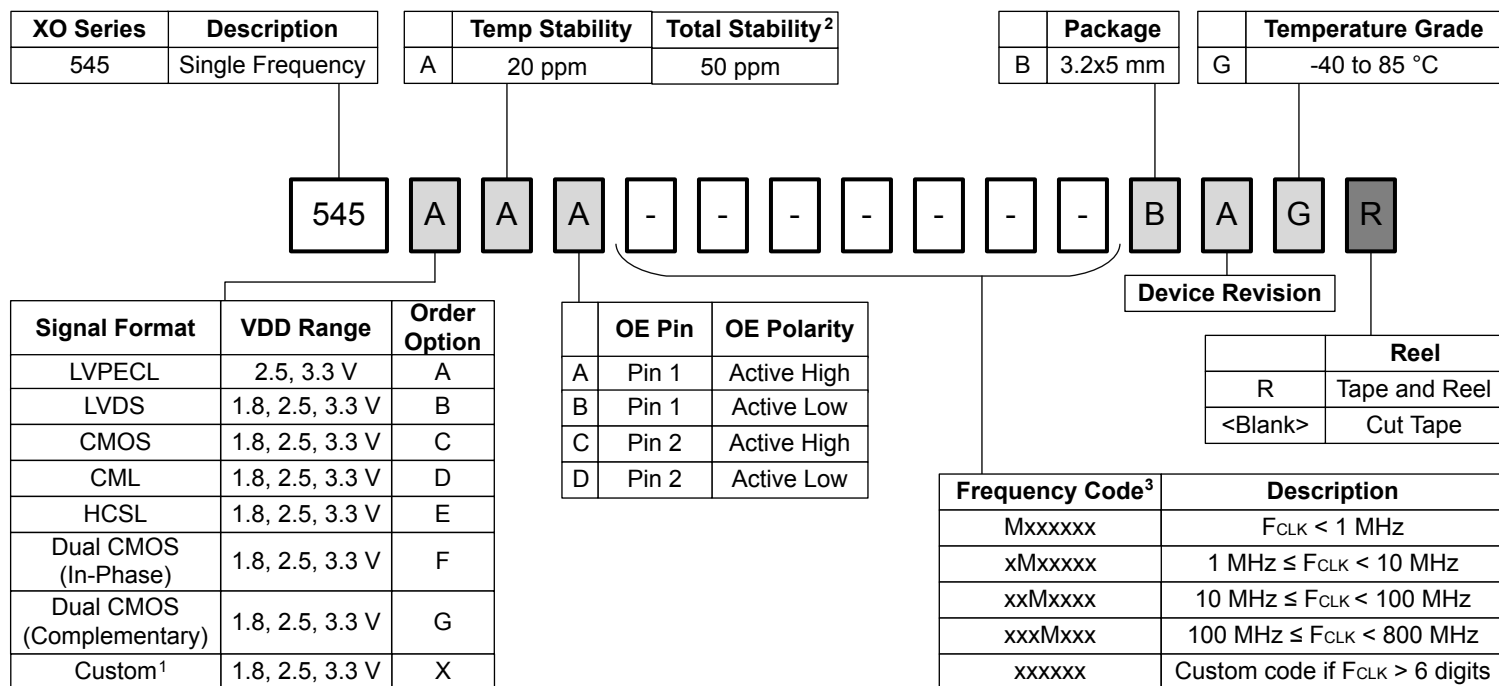 XO Series Description
545 Single Frequency
Temp Stability Total Stability2
A 20 ppm 50 ppm
Package
B 3.2x5 mm
Temperature Grade
G -40 to 85 °C
545 A A A - - - - - - - B A G R
Device Revision
Signal Format VDD Range Order Option
LVPECL 2.5, 3.3 V A
LVDS 1.8, 2.5, 3.3 V B
CMOS 1.8, 2.5, 3.3 V C
CML 1.8, 2.5, 3.3 V D
HCSL 1.8, 2.5, 3.3 V E
Dual CMOS (In-Phase) 1.8, 2.5, 3.3 V F
Dual CMOS (Complementary) 1.8, 2.5, 3.3 V G
Custom1 1.8, 2.5, 3.3 V X
OE Pin OE Polarity
A Pin 1 Active High
B Pin 1 Active Low
C Pin 2 Active High
D Pin 2 Active Low
Reel
R Tape and Reel
<Blank> Cut Tape
Frequency Code3 Description
Mxxxxxx FCLK < 1 MHz
xMxxxxx 1 MHz ≤ FCLK < 10 MHz
xxMxxxx 10 MHz ≤ FCLK < 100 MHz
xxxMxxx 100 MHz ≤ FCLK < 800 MHz
xxxxxx Custom code if FCLK > 6 digits